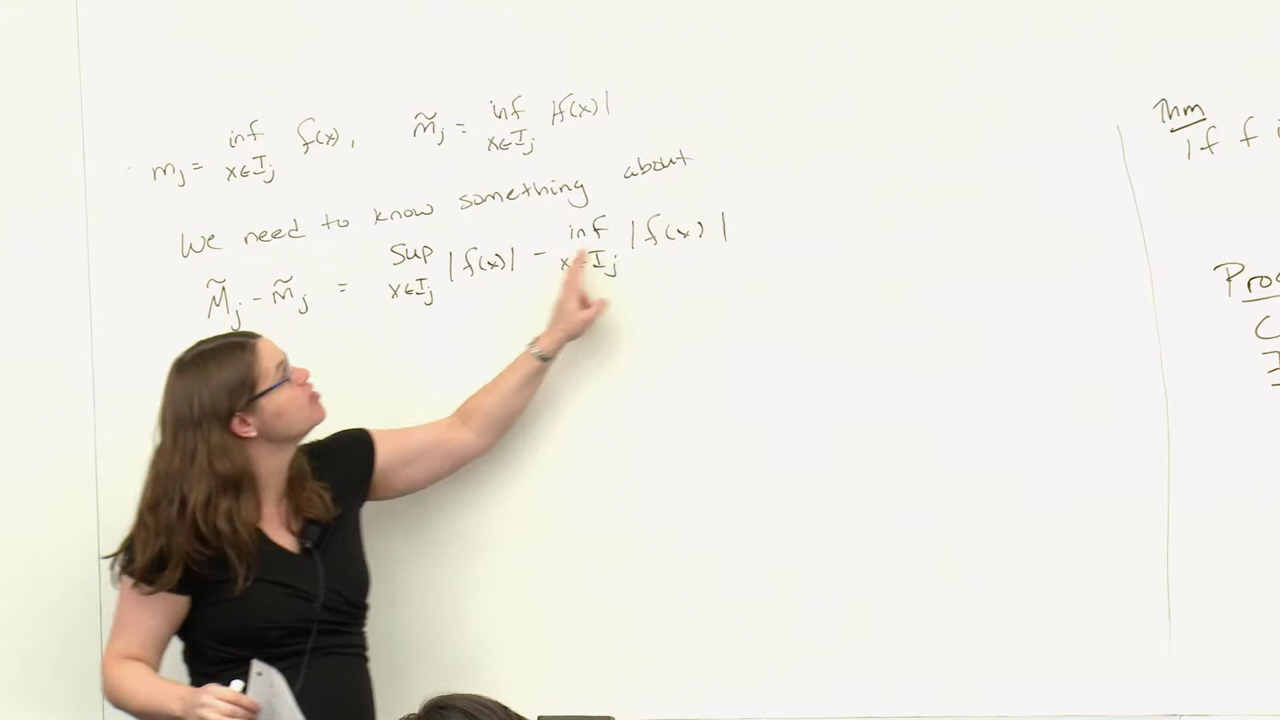 m_j = inf_{x∈I_j} f(x), m̃_j = inf_{x∈I_j} |f(x)|
We need to know something about
M̃_j - m̃_j = sup_{x∈I_j} |f(x)| - inf_{x∈I_j} |f(x)|
Thm
If f